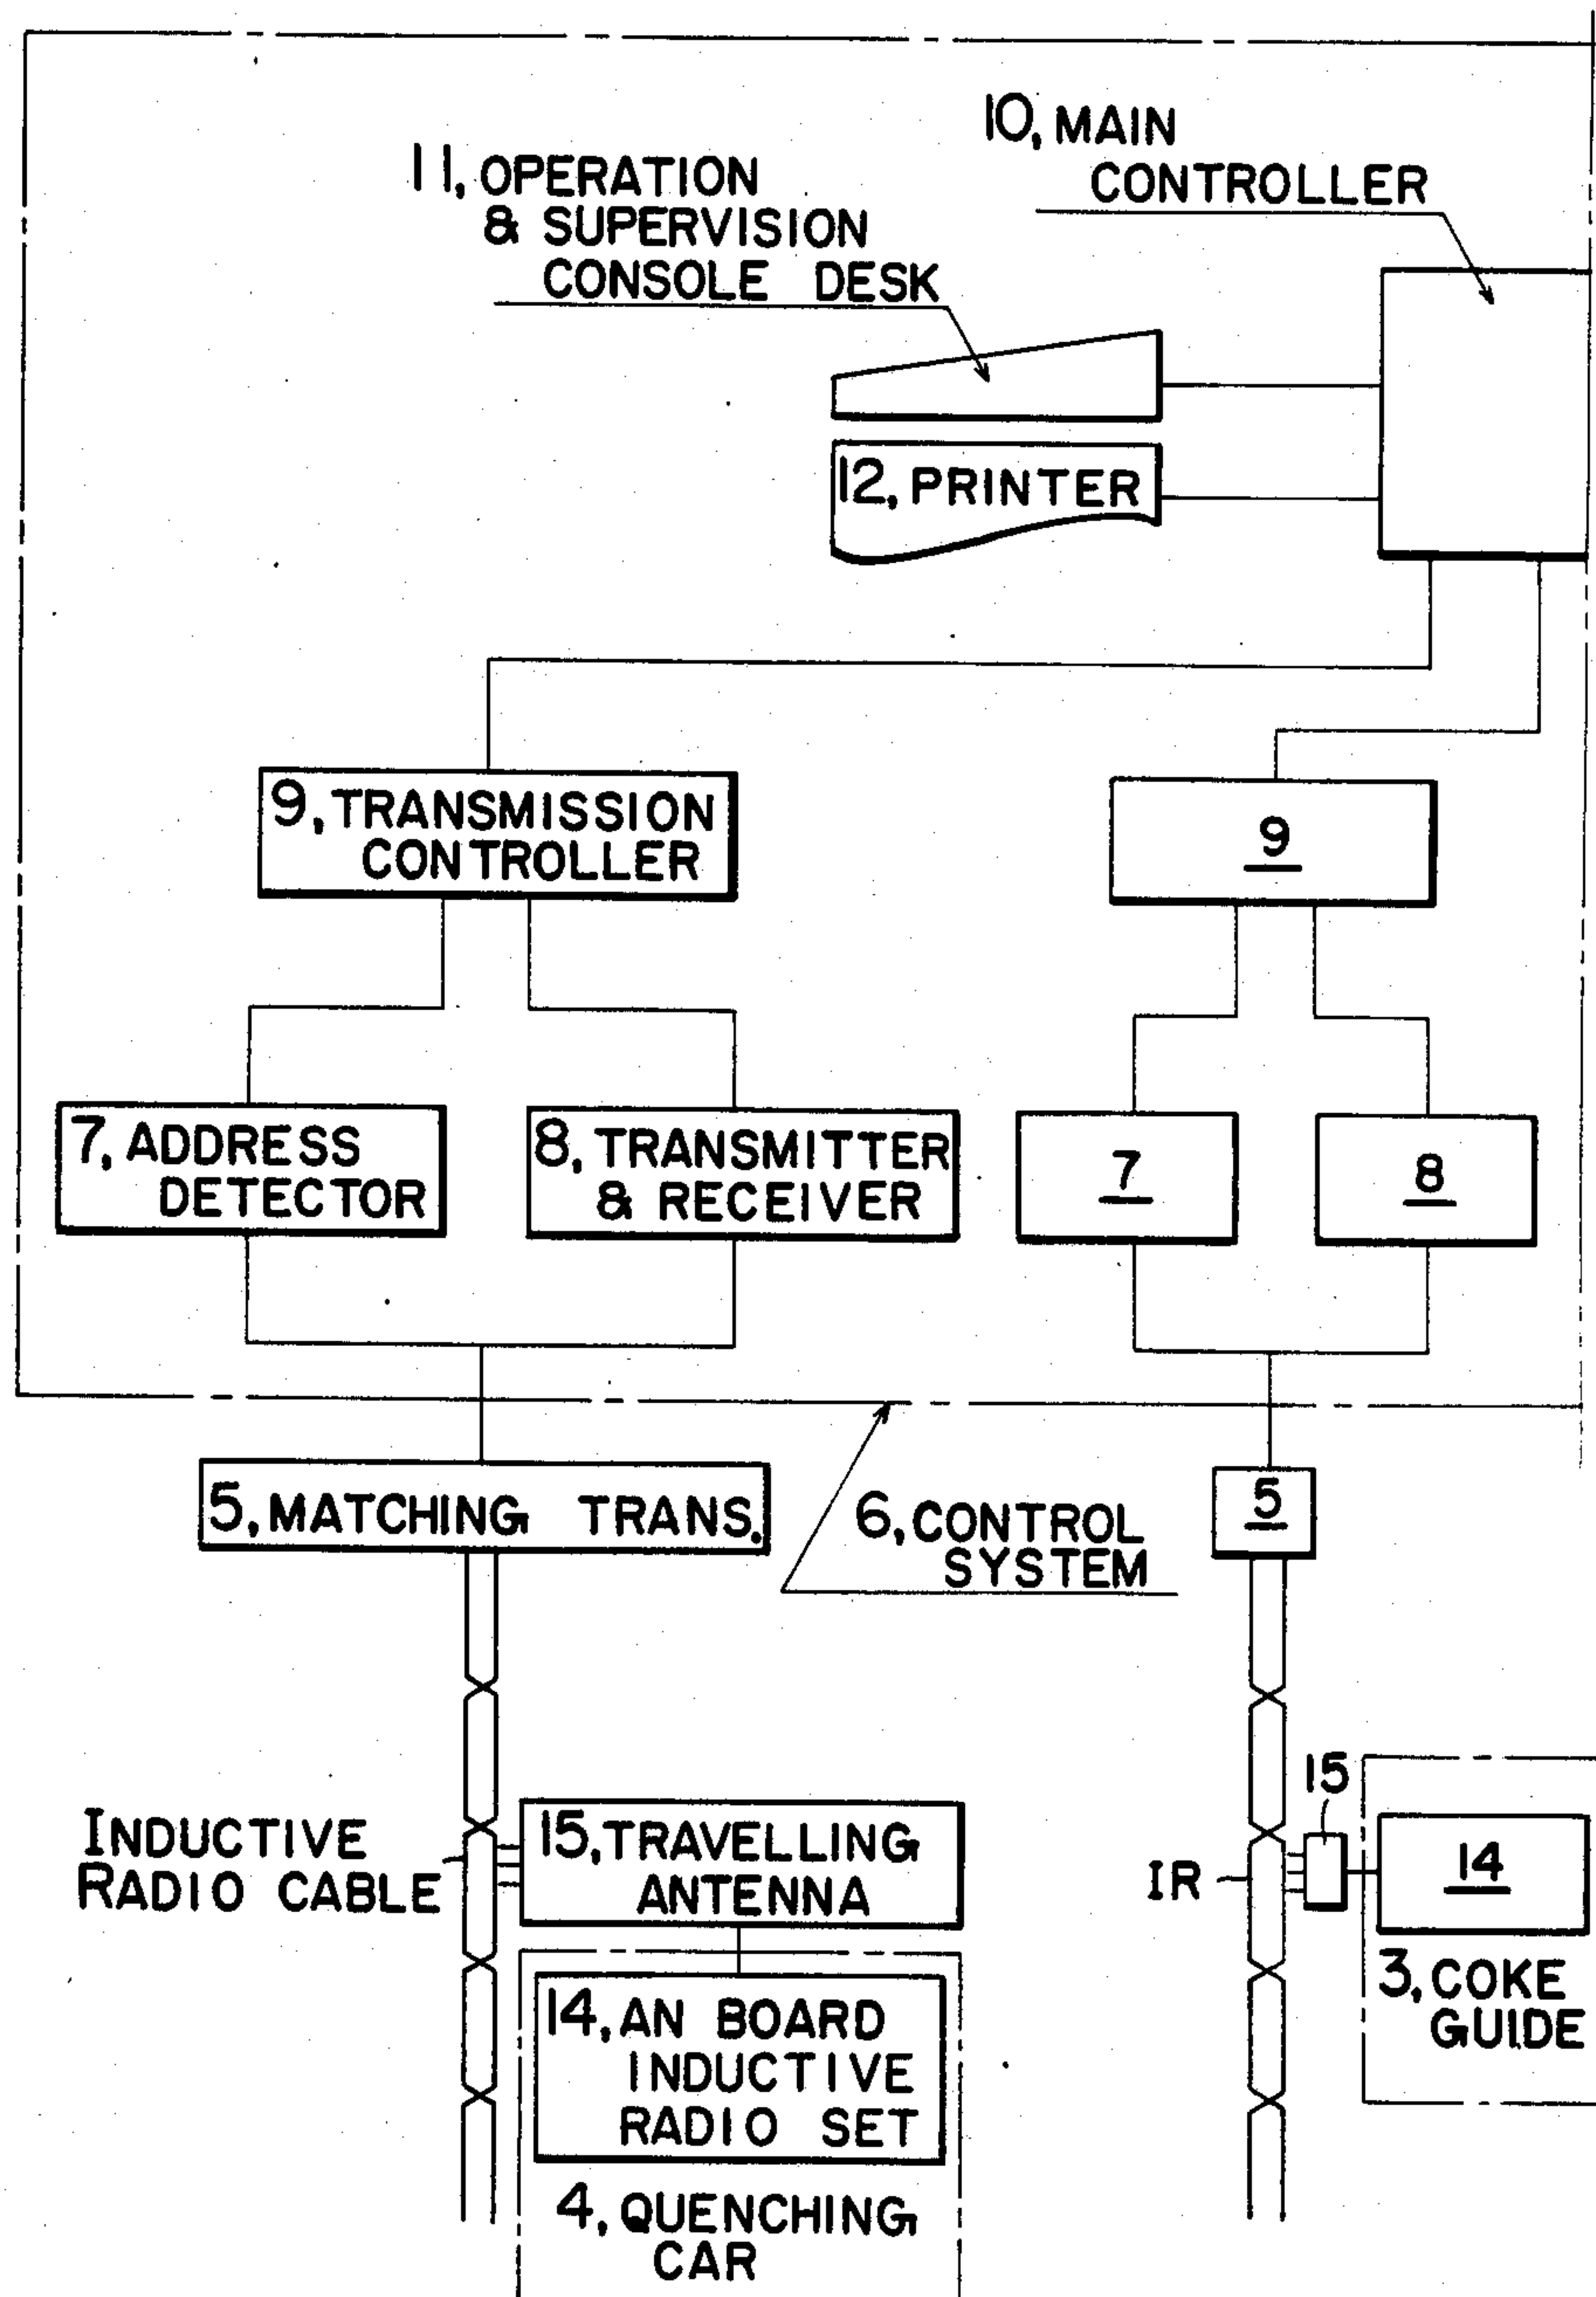 10, MAIN
CONTROLLER
11, OPERATION
& SUPERVISION
CONSOLE DESK
12, PRINTER
9, TRANSMISSION
CONTROLLER
9
7, ADDRESS
DETECTOR
8, TRANSMITTER
& RECEIVER
7
8
5, MATCHING TRANS.
6, CONTROL
SYSTEM
5
INDUCTIVE
RADIO CABLE
15, TRAVELLING
ANTENNA
IR
15
14
3, COKE
GUIDE
14, AN BOARD
INDUCTIVE
RADIO SET
4, QUENCHING
CAR